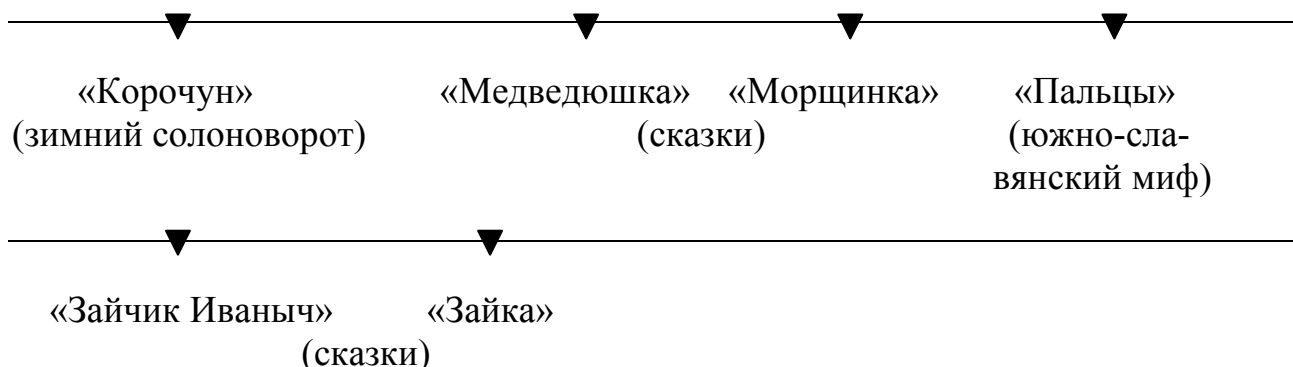 «Корочун» «Медведюшка» «Морщинка» «Пальцы»
(зимний солоноворот) (сказки) (южно-сла-
вянский миф)
«Зайчик Иваныч» «Зайка»
(сказки)